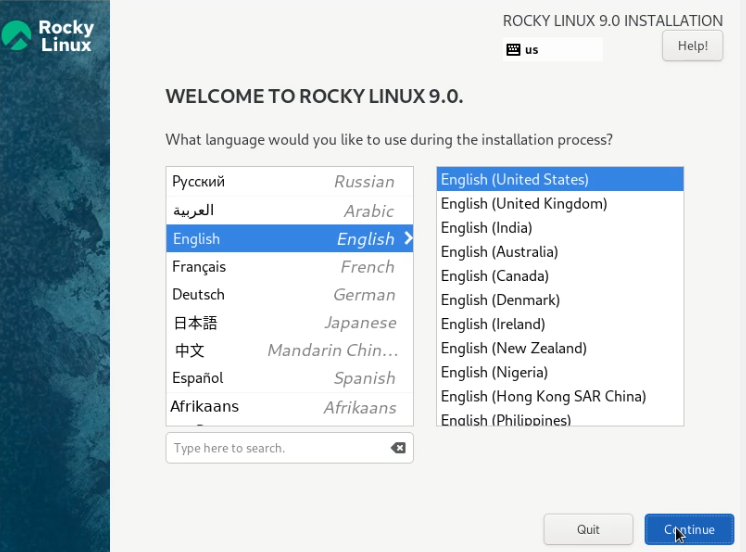 Rocky
Linux
ROCKY LINUX 9.0 INSTALLATION
us
Help!
WELCOME TO ROCKY LINUX 9.0.
What language would you like to use during the installation process?
Русский Russian
العربية Arabic
English English
Français French
Deutsch German
日本語 Japanese
中文 Mandarin Chin...
Español Spanish
Afrikaans Afrikaans
English (United States)
English (United Kingdom)
English (India)
English (Australia)
English (Canada)
English (Denmark)
English (Ireland)
English (New Zealand)
English (Nigeria)
English (Hong Kong SAR China)
English (Philippines)
Type here to search.
Quit
Continue